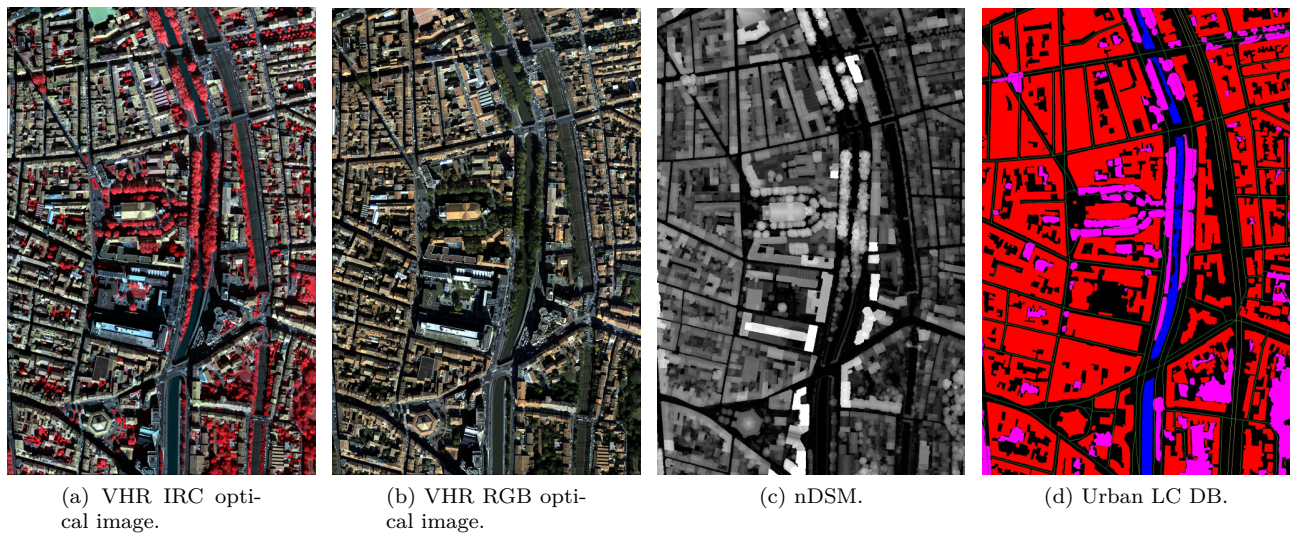 (a) VHR IRC opti-
cal image.
(b) VHR RGB opti-
cal image.
(c) nDSM.
(d) Urban LC DB.